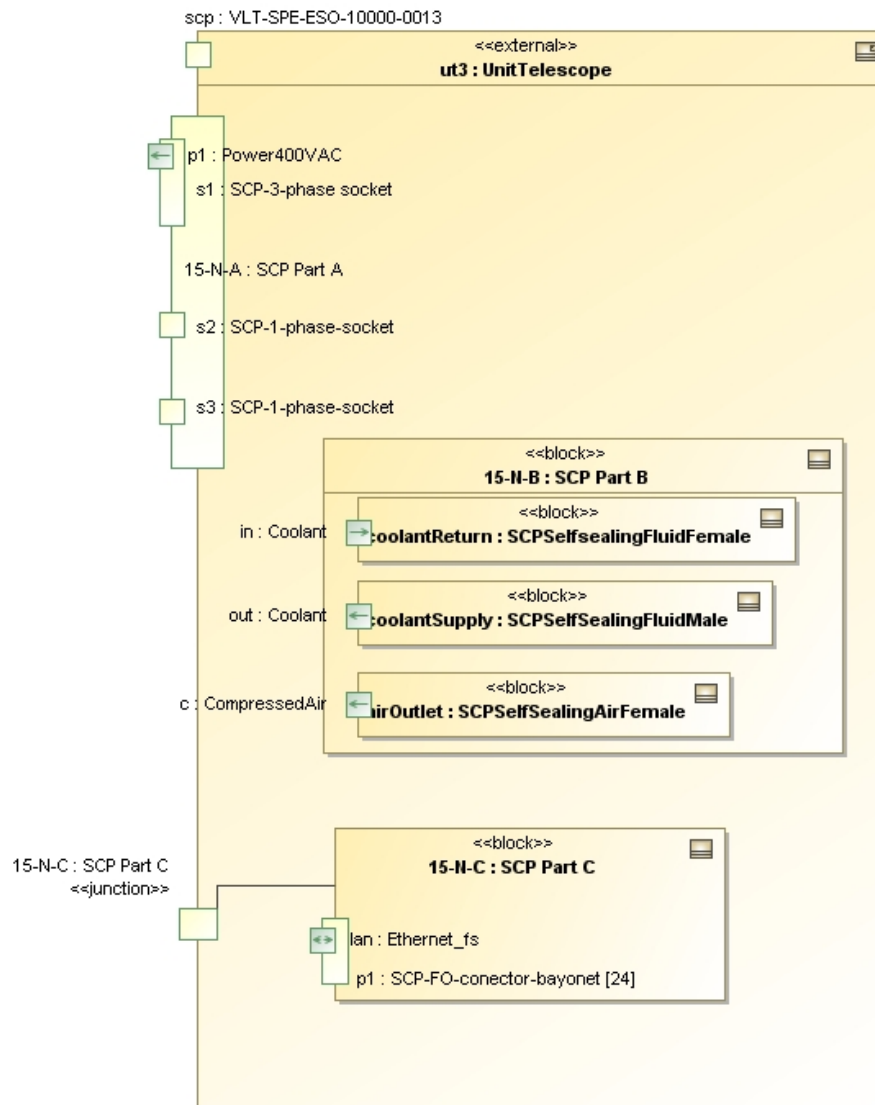 scp : VLT-SPE-ESO-10000-0013
<<external>>
ut3 : UnitTelescope
p1 : Power400VAC
s1 : SCP-3-phase socket
15-N-A : SCP Part A
s2 : SCP-1-phase-socket
s3 : SCP-1-phase-socket
<<block>>
15-N-B : SCP Part B
<<block>>
in : Coolant
coolantReturn : SCPSelfsealingFluidFemale
<<block>>
out : Coolant
coolantSupply : SCPSelfSealingFluidMale
<<block>>
c : CompressedAir
airOutlet : SCPSelfSealingAirFemale
<<block>>
15-N-C : SCP Part C
15-N-C : SCP Part C
<<junction>>
lan : Ethernet_fs
p1 : SCP-FO-conector-bayonet [24]